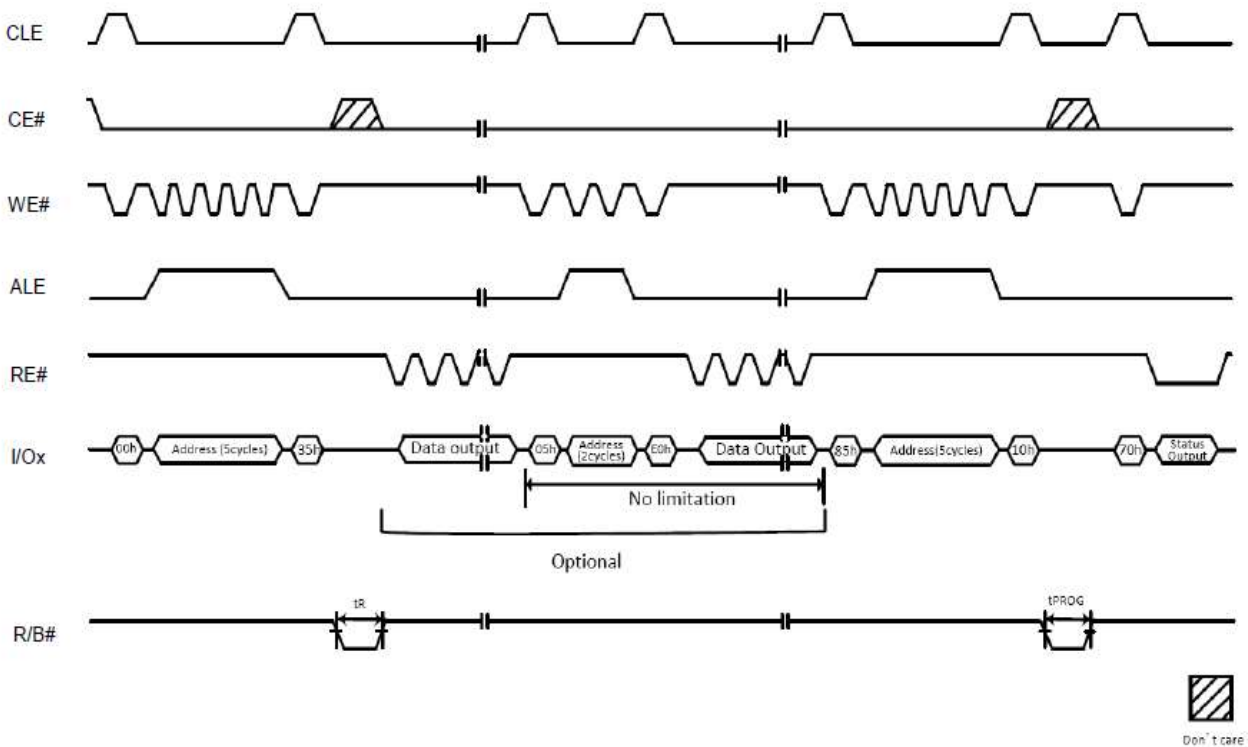 CLE
CE#
WE#
ALE
RE#
I/Ox
00h
Address (5cycles)
35h
Data output
05h
Address
(2cycles)
E0h
Data Output
85h
Address(5cycles)
10h
70h
Status
Output
No limitation
Optional
R/B#
tR
tPROG
Don`t care